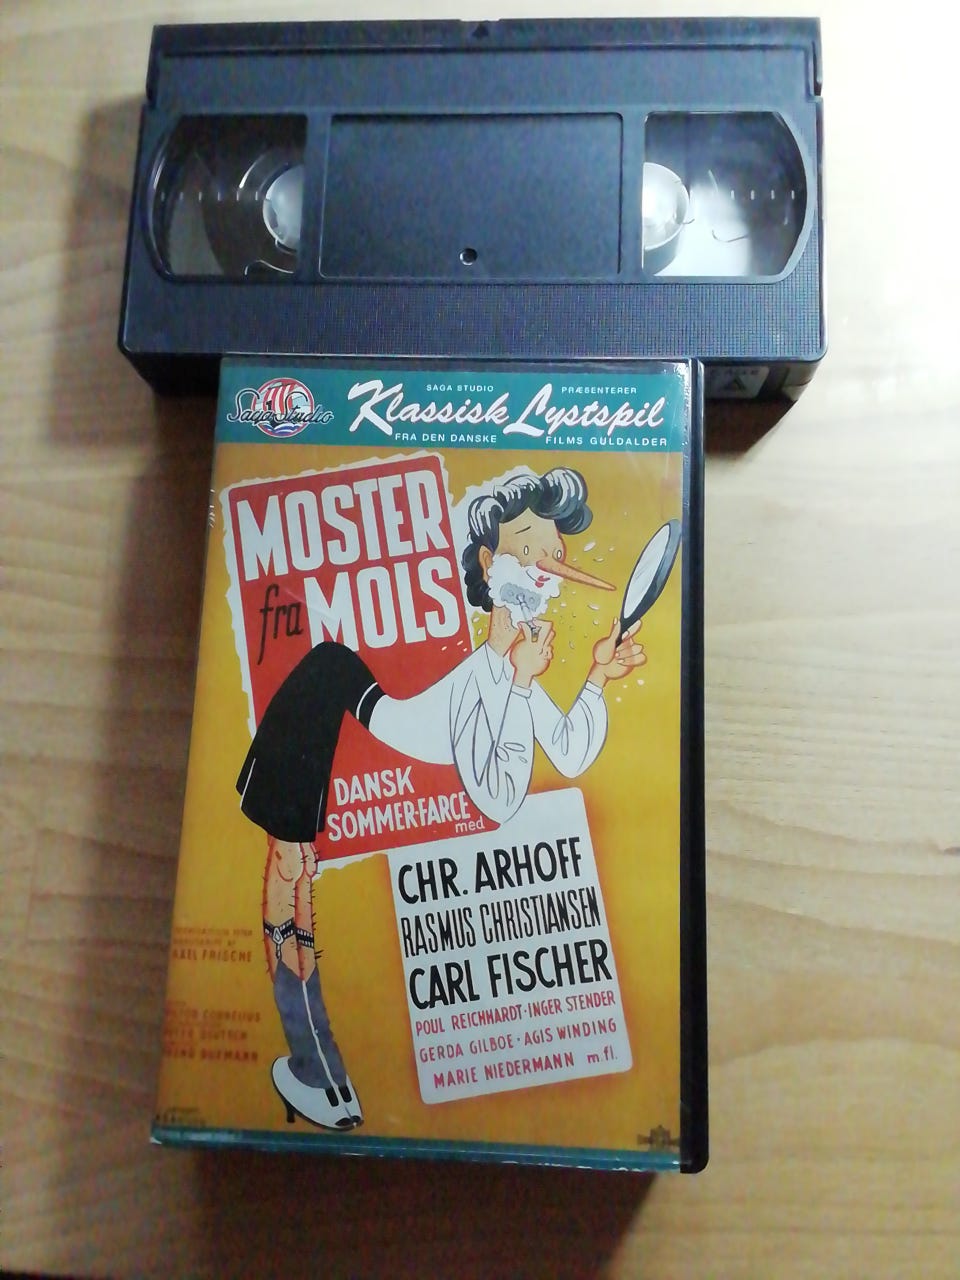 Saga Studio
SAGA STUDIO PRÆSENTERER
Klassisk Lystspil
FRA DEN DANSKE FILMS GULDALDER
MOSTER
fra MOLS
DANSK
SOMMER-FARCE
med
CHR. ARHOFF
RASMUS CHRISTIANSEN
CARL FISCHER
POUL REICHHARDT · INGER STENDER
GERDA GILBOE · AGIS WINDING
MARIE NIEDERMANN m.fl.
AXEL FRISCHE